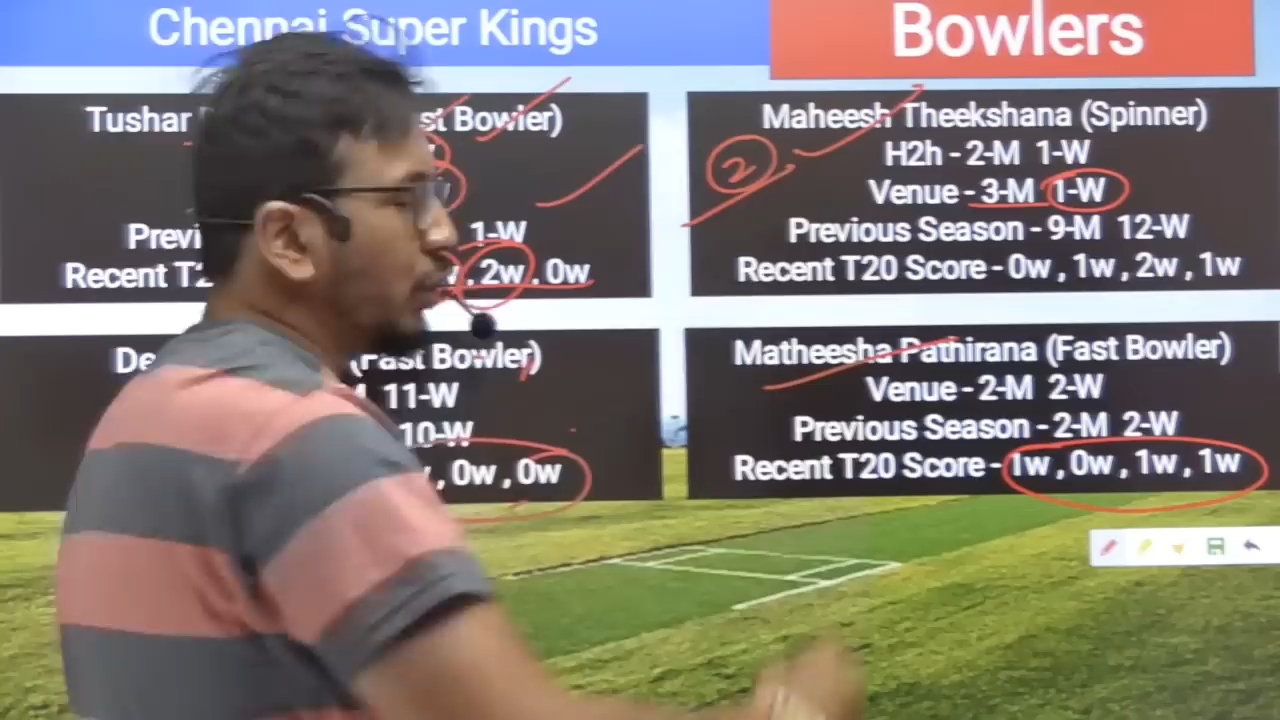 Chennai Super Kings
Bowlers
Tushar
st Bowler)
Previ
1-W
Recent T2
, 2w , 0w
Maheesh Theekshana (Spinner)
H2h - 2-M 1-W
2
Venue - 3-M 1-W
Previous Season - 9-M 12-W
Recent T20 Score - 0w , 1w , 2w , 1w
De
(Fast Bowler)
11-W
10-W
, 0w , 0w
Matheesha Pathirana (Fast Bowler)
Venue - 2-M 2-W
Previous Season - 2-M 2-W
Recent T20 Score - 1w , 0w , 1w , 1w